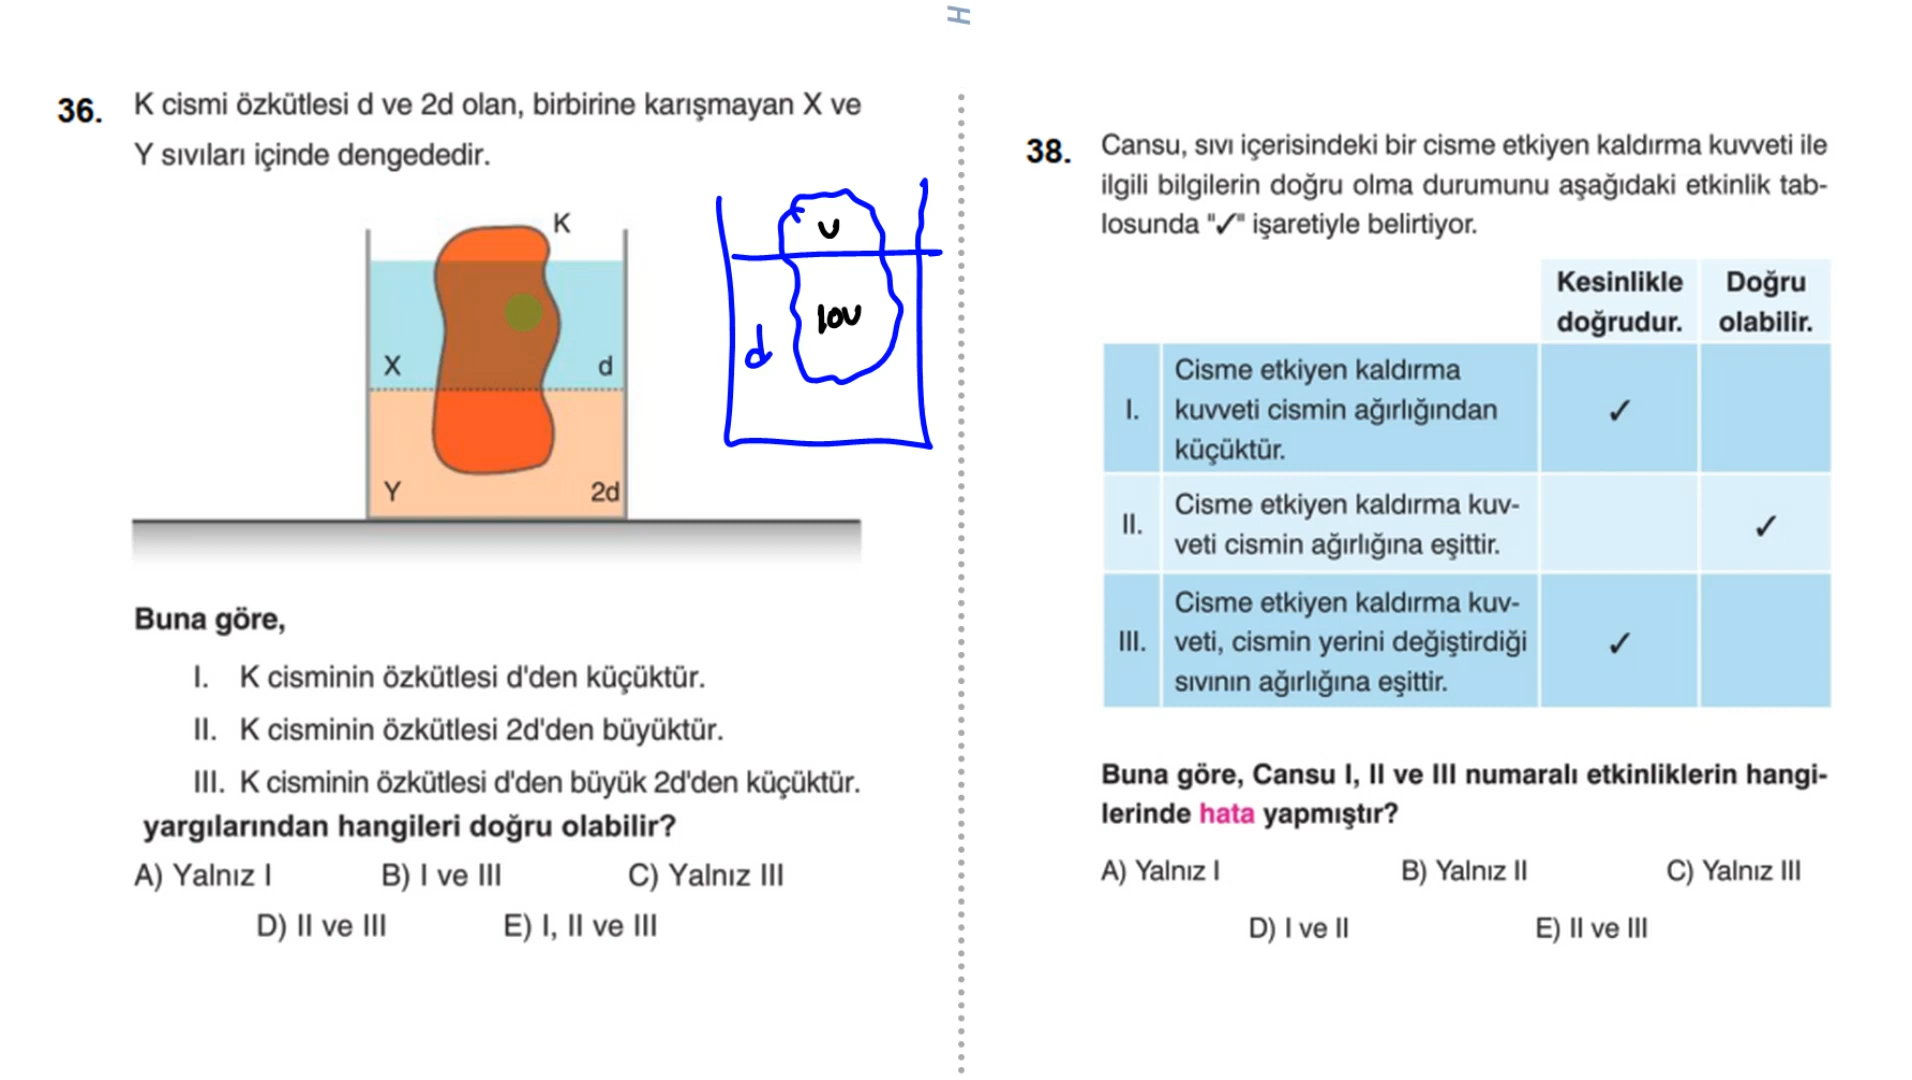 H
36.
K cismi özkütlesi d ve 2d olan, birbirine karışmayan X ve
Y sıvıları içinde dengededir.
K
X
d
Y
2d
v
10v
d
Buna göre,
I. K cisminin özkütlesi d'den küçüktür.
II. K cisminin özkütlesi 2d'den büyüktür.
III. K cisminin özkütlesi d'den büyük 2d'den küçüktür.
yargılarından hangileri doğru olabilir?
A) Yalnız I B) I ve III C) Yalnız III
D) II ve III E) I, II ve III
38.
Cansu, sıvı içerisindeki bir cisme etkiyen kaldırma kuvveti ile
ilgili bilgilerin doğru olma durumunu aşağıdaki etkinlik tab-
losunda "✓" işaretiyle belirtiyor.
Kesinlikle
doğrudur.
Doğru
olabilir.
I.
Cisme etkiyen kaldırma
kuvveti cismin ağırlığından
küçüktür.
✓
II.
Cisme etkiyen kaldırma kuv-
veti cismin ağırlığına eşittir.
✓
III.
Cisme etkiyen kaldırma kuv-
veti, cismin yerini değiştirdiği
sıvının ağırlığına eşittir.
✓
Buna göre, Cansu I, II ve III numaralı etkinliklerin hangi-
lerinde hata yapmıştır?
A) Yalnız I B) Yalnız II C) Yalnız III
D) I ve II E) II ve III